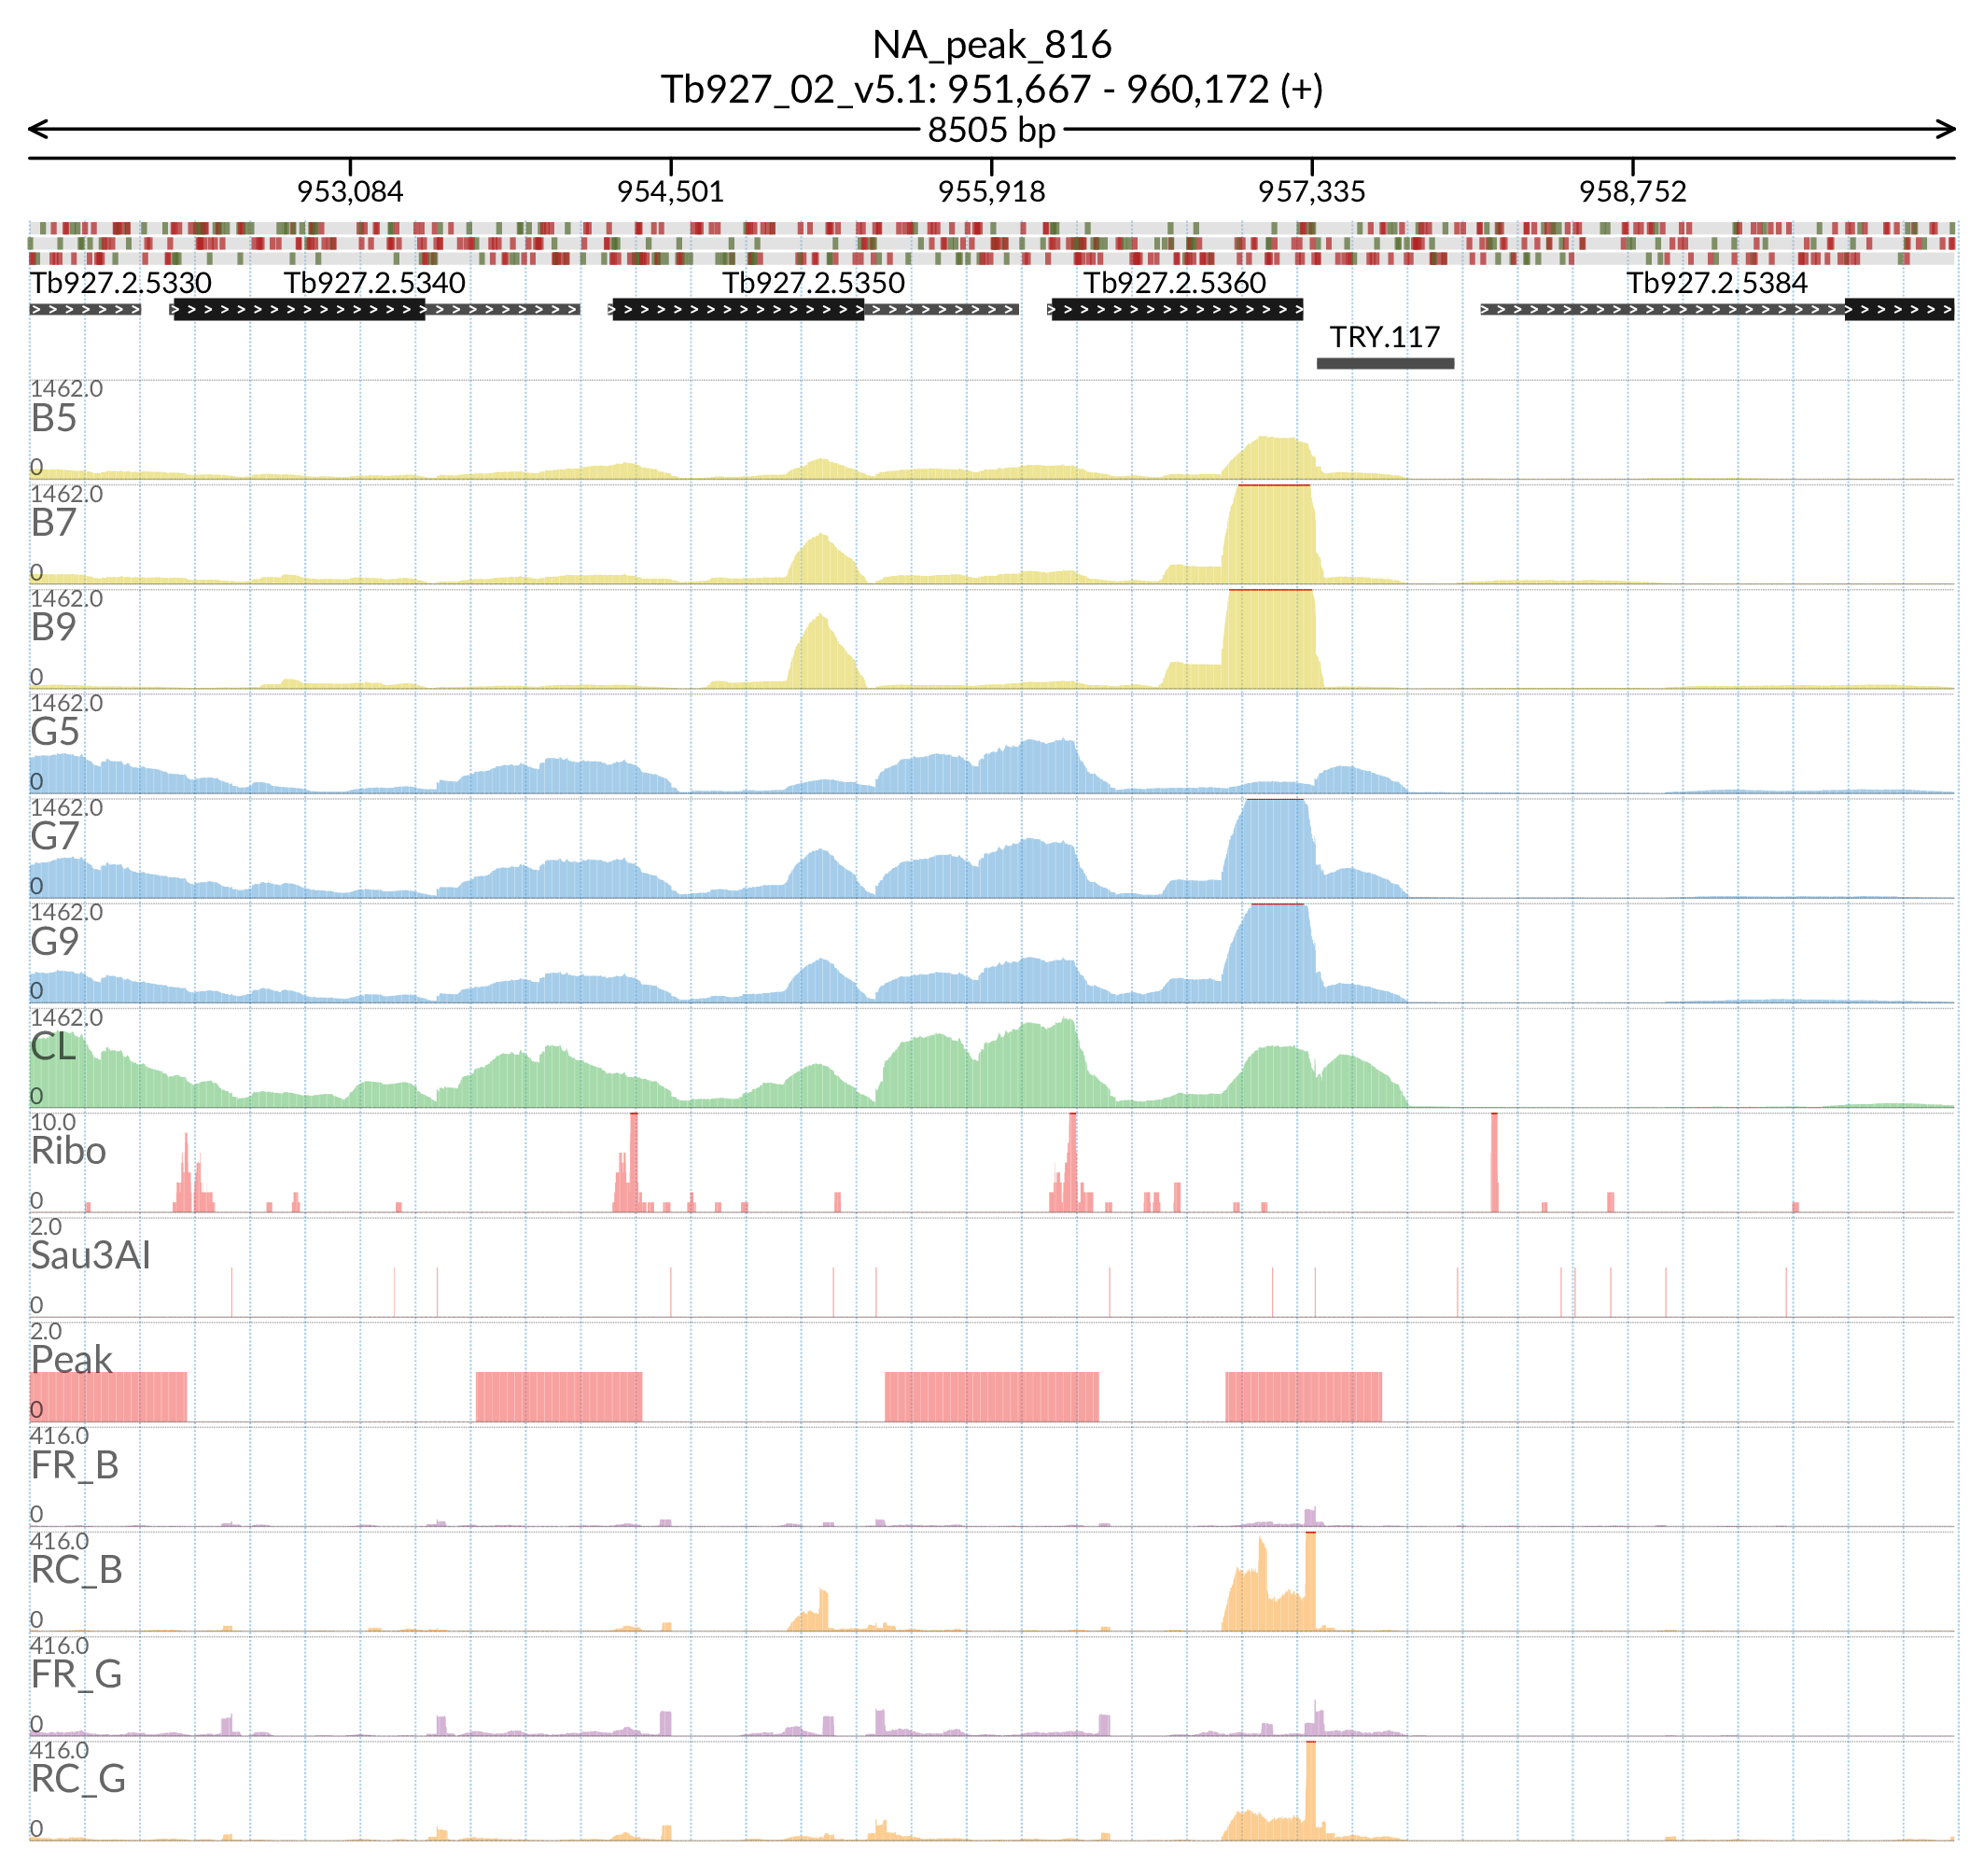 NA_peak_816
Tb927_02_v5.1: 951,667 - 960,172 (+)
8505 bp
953,084 954,501 955,918 957,335 958,752
Tb927.2.5330 Tb927.2.5340 Tb927.2.5350 Tb927.2.5360 Tb927.2.5384
TRY.117
1462.0
B5
0
1462.0
B7
0
1462.0
B9
0
1462.0
G5
0
1462.0
G7
0
1462.0
G9
0
1462.0
CL
0
10.0
Ribo
0
2.0
Sau3AI
0
2.0
Peak
0
416.0
FR_B
0
416.0
RC_B
0
416.0
FR_G
0
416.0
RC_G
0